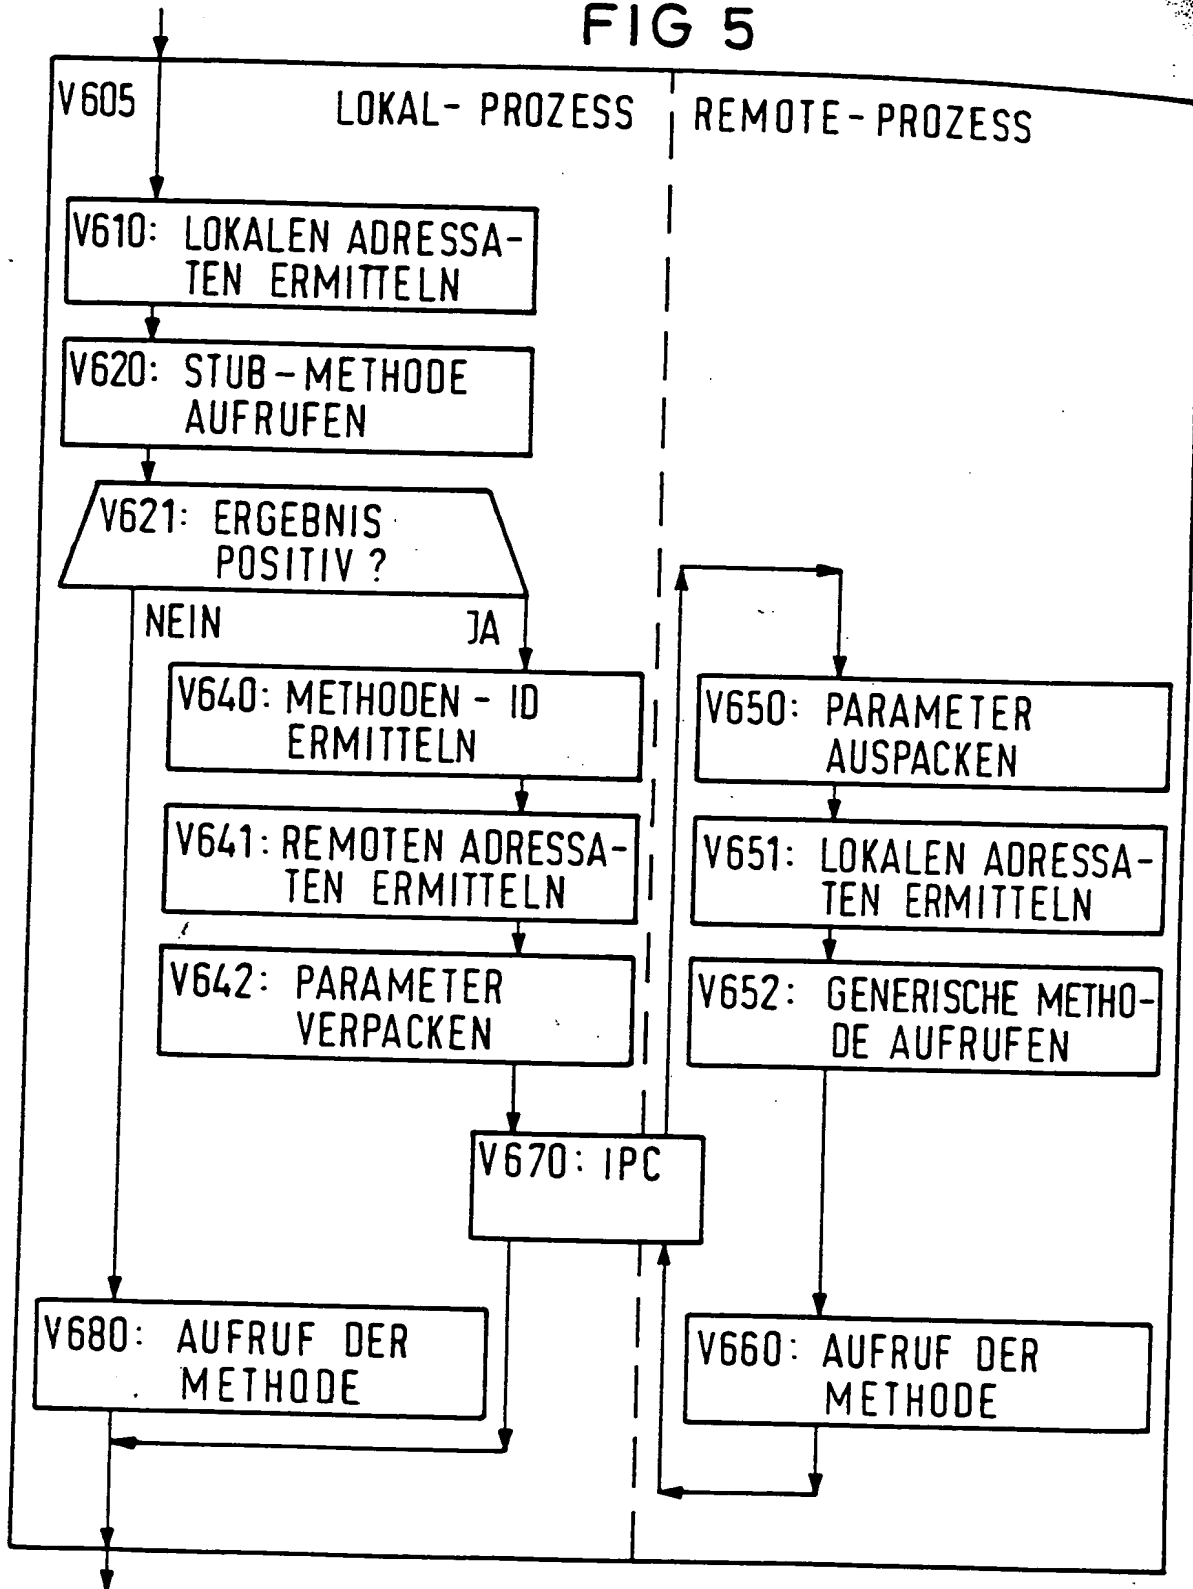 FIG 5
V605
LOKAL- PROZESS
REMOTE-PROZESS
V610: LOKALEN ADRESSA-
TEN ERMITTELN
V620: STUB-METHODE
AUFRUFEN
V621: ERGEBNIS
POSITIV ?
NEIN
JA
V640: METHODEN - ID
ERMITTELN
V641: REMOTEN ADRESSA-
TEN ERMITTELN
V642: PARAMETER
VERPACKEN
V650: PARAMETER
AUSPACKEN
V651: LOKALEN ADRESSA-
TEN ERMITTELN
V652: GENERISCHE METHO-
DE AUFRUFEN
V670: IPC
V680: AUFRUF DER
METHODE
V660: AUFRUF DER
METHODE